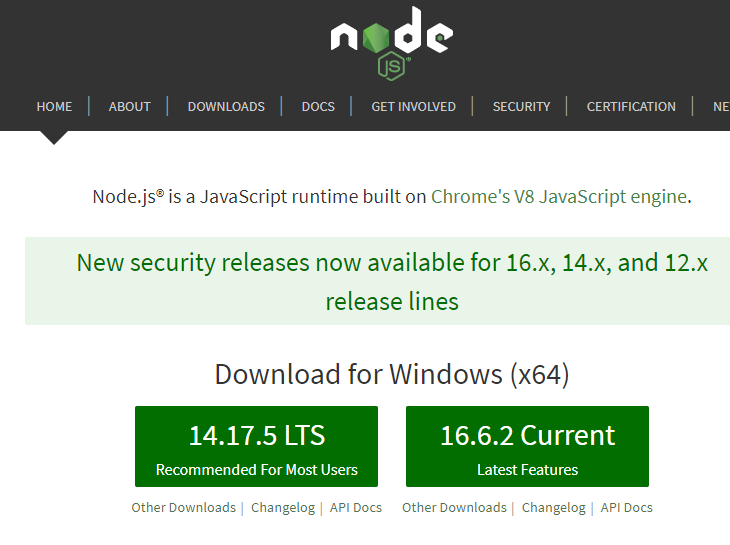 node
JS®
HOME | ABOUT | DOWNLOADS | DOCS | GET INVOLVED | SECURITY | CERTIFICATION | NE
Node.js® is a JavaScript runtime built on Chrome's V8 JavaScript engine.
New security releases now available for 16.x, 14.x, and 12.x
release lines
Download for Windows (x64)
14.17.5 LTS
Recommended For Most Users
16.6.2 Current
Latest Features
Other Downloads | Changelog | API Docs
Other Downloads | Changelog | API Docs